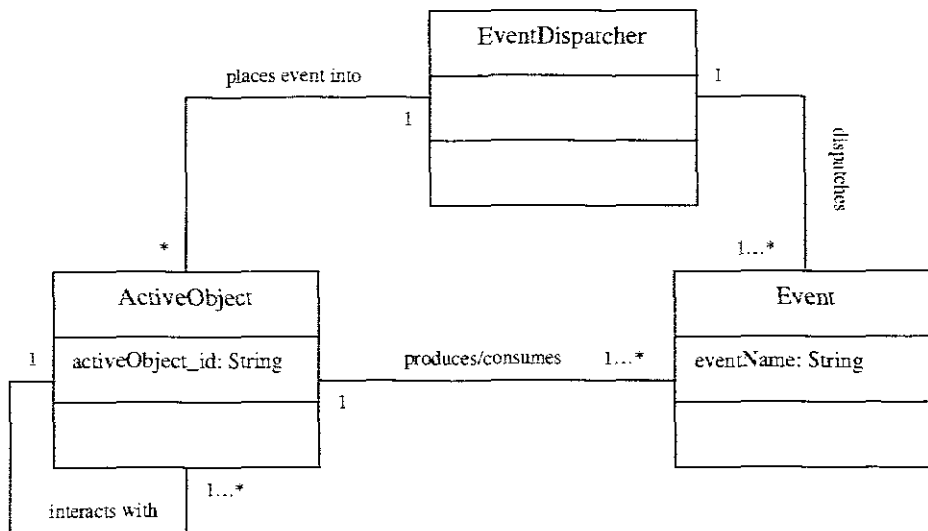 EventDispatcher
places event into
1
1
dispatches
*
1...*
ActiveObject
Event
1
activeObject_id: String
produces/consumes
1...*
eventName: String
1
1...*
interacts with